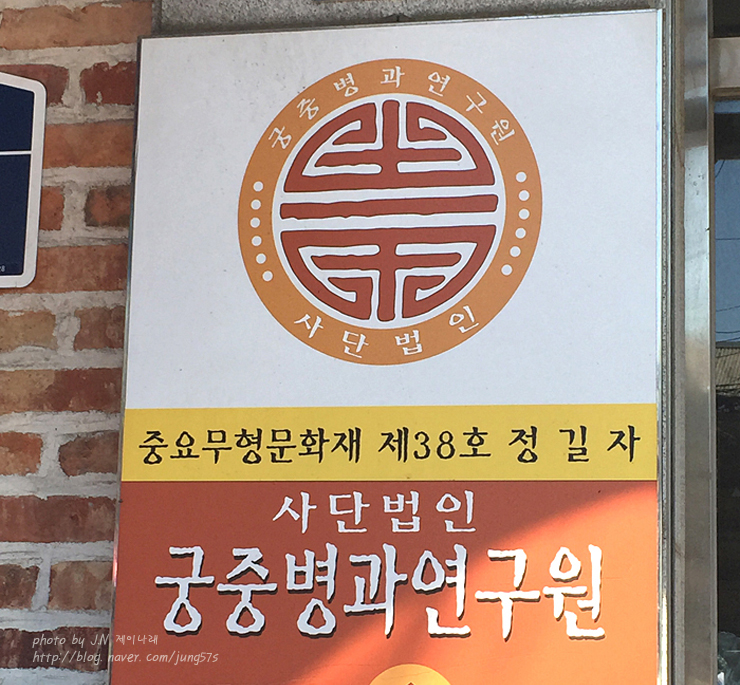 궁중병과연구원
사단법인
중요무형문화재 제38호 정 길 자
사단법인
궁중병과연구원
photo by J.N 제이나래
http://blog.naver.com/jung57s